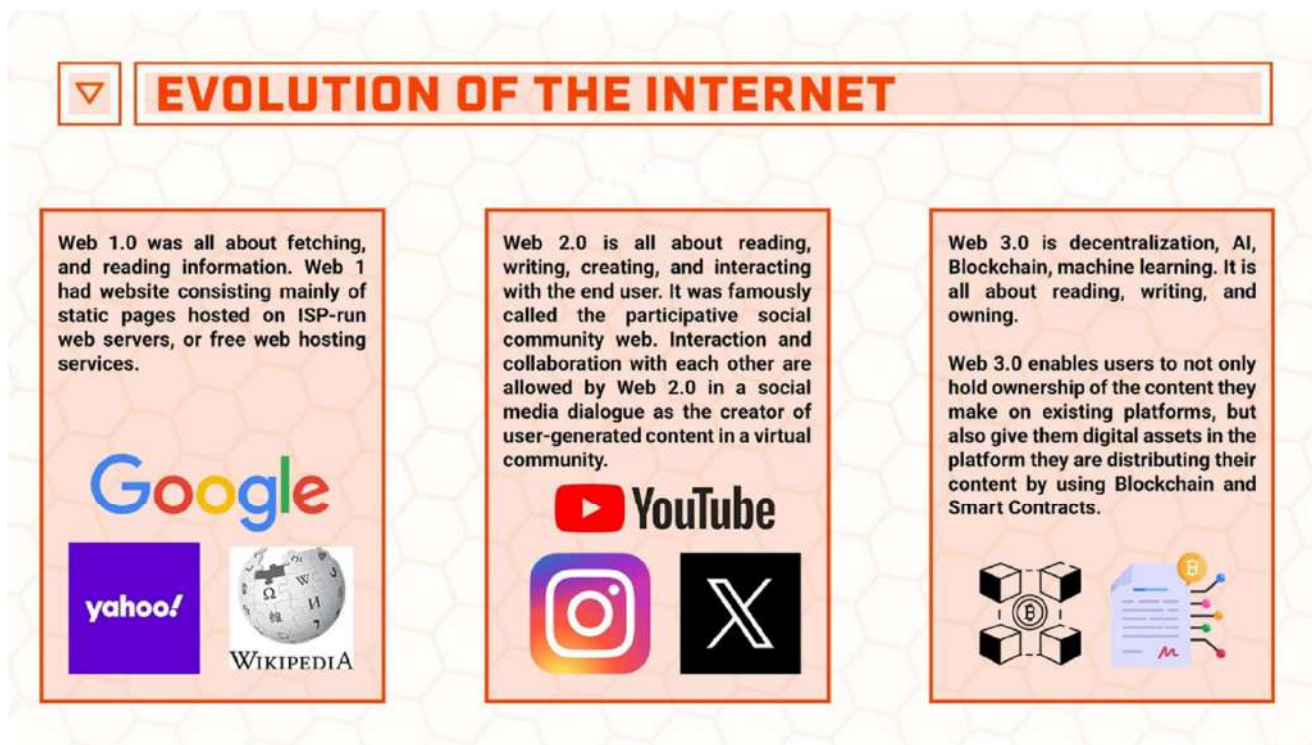 EVOLUTION OF THE INTERNET
Web 1.0 was all about fetching,
and reading information. Web 1
had website consisting mainly of
static pages hosted on ISP-run
web servers, or free web hosting
services.
Google
yahoo!
WIKIPEDIA
Web 2.0 is all about reading,
writing, creating, and interacting
with the end user. It was famously
called the participative social
community web. Interaction and
collaboration with each other are
allowed by Web 2.0 in a social
media dialogue as the creator of
user-generated content in a virtual
community.
YouTube
X
Web 3.0 is decentralization, AI,
Blockchain, machine learning. It is
all about reading, writing, and
owning.
Web 3.0 enables users to not only
hold ownership of the content they
make on existing platforms, but
also give them digital assets in the
platform they are distributing their
content by using Blockchain and
Smart Contracts.